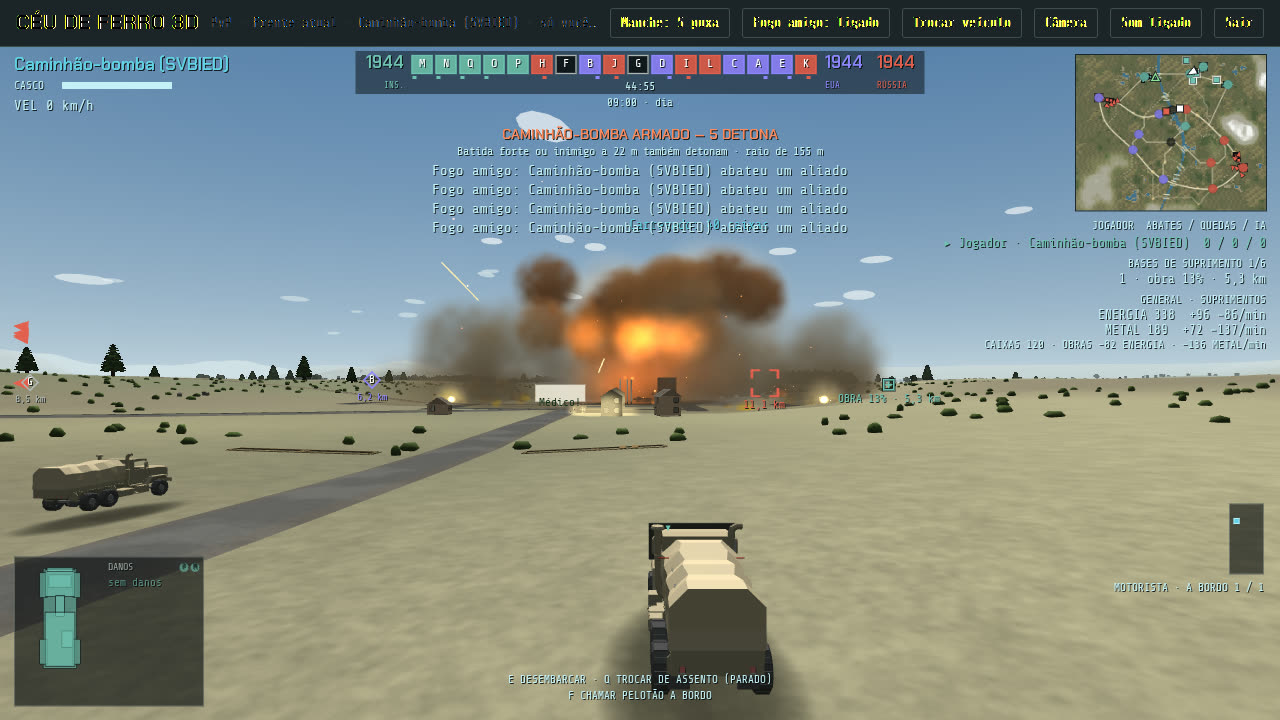 CÉU DE FERRO 3D
Manche: S puxa
Fogo amigo: Ligado
Trocar veículo
Câmera
Som Ligado
Sair
Caminhão-bomba (SVBIED)
CASCO
VEL 0 km/h
1944 M N Q O P H F B J G D I L C A E K 1944 1944
INS. EUA RÚSSIA
44:55
09:00 · dia
CAMINHÃO-BOMBA ARMADO — S DETONA
Batida forte ou inimigo a 22 m também detonam · raio de 155 m
Fogo amigo: Caminhão-bomba (SVBIED) abateu um aliado
Fogo amigo: Caminhão-bomba (SVBIED) abateu um aliado
Fogo amigo: Caminhão-bomba (SVBIED) abateu um aliado
Fogo amigo: Caminhão-bomba (SVBIED) abateu um aliado
JOGADOR ABATES / QUEDAS / IA
► Jogador · Caminhão-bomba (SVBIED) 0 / 0 / 0
BASES DE SUPRIMENTO 1/6
1 · obra 13% · 5,3 km
GENERAL · SUPRIMENTOS
ENERGIA 338 +96 −86/min
METAL 189 +72 −137/min
CAIXAS 120 · OBRAS −82 ENERGIA · −136 METAL/min
G
8,5 km
B
6,2 km
Médico!
11,1 km
OBRA 13% · 5,3 km
DANOS
sem danos
MOTORISTA · A BORDO 1 / 1
E DESEMBARCAR · Q TROCAR DE ASSENTO (PARADO)
F CHAMAR PELOTÃO A BORDO